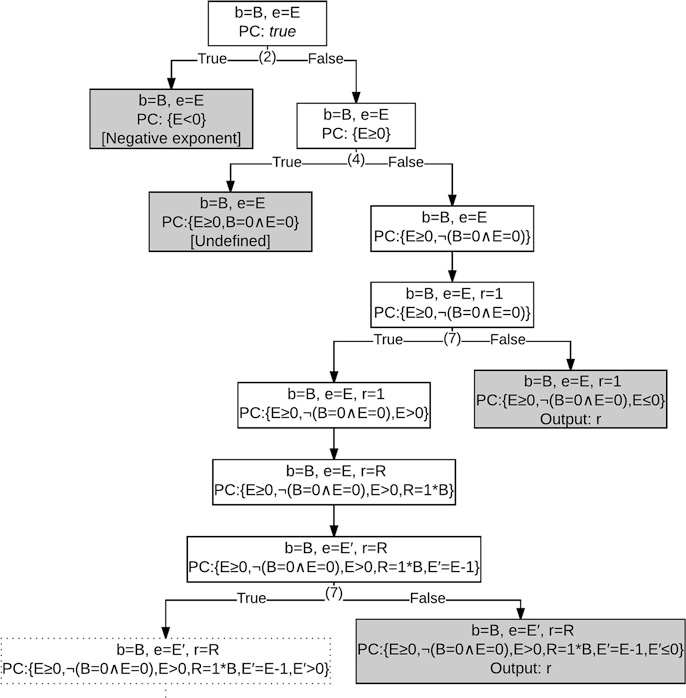 b=B, e=E
PC: true
True (2) False
b=B, e=E
PC: {E<0}
[Negative exponent]
b=B, e=E
PC: {E≥0}
True (4) False
b=B, e=E
PC:{E≥0,B=0∧E=0}
[Undefined]
b=B, e=E
PC:{E≥0,¬(B=0∧E=0)}
b=B, e=E, r=1
PC:{E≥0,¬(B=0∧E=0)}
True (7) False
b=B, e=E, r=1
PC:{E≥0,¬(B=0∧E=0),E>0}
b=B, e=E, r=1
PC:{E≥0,¬(B=0∧E=0),E≤0}
Output: r
b=B, e=E, r=R
PC:{E≥0,¬(B=0∧E=0),E>0,R=1*B}
b=B, e=E′, r=R
PC:{E≥0,¬(B=0∧E=0),E>0,R=1*B,E′=E-1}
True (7) False
b=B, e=E′, r=R
PC:{E≥0,¬(B=0∧E=0),E>0,R=1*B,E′=E-1,E′>0}
b=B, e=E′, r=R
PC:{E≥0,¬(B=0∧E=0),E>0,R=1*B,E′=E-1,E′≤0}
Output: r